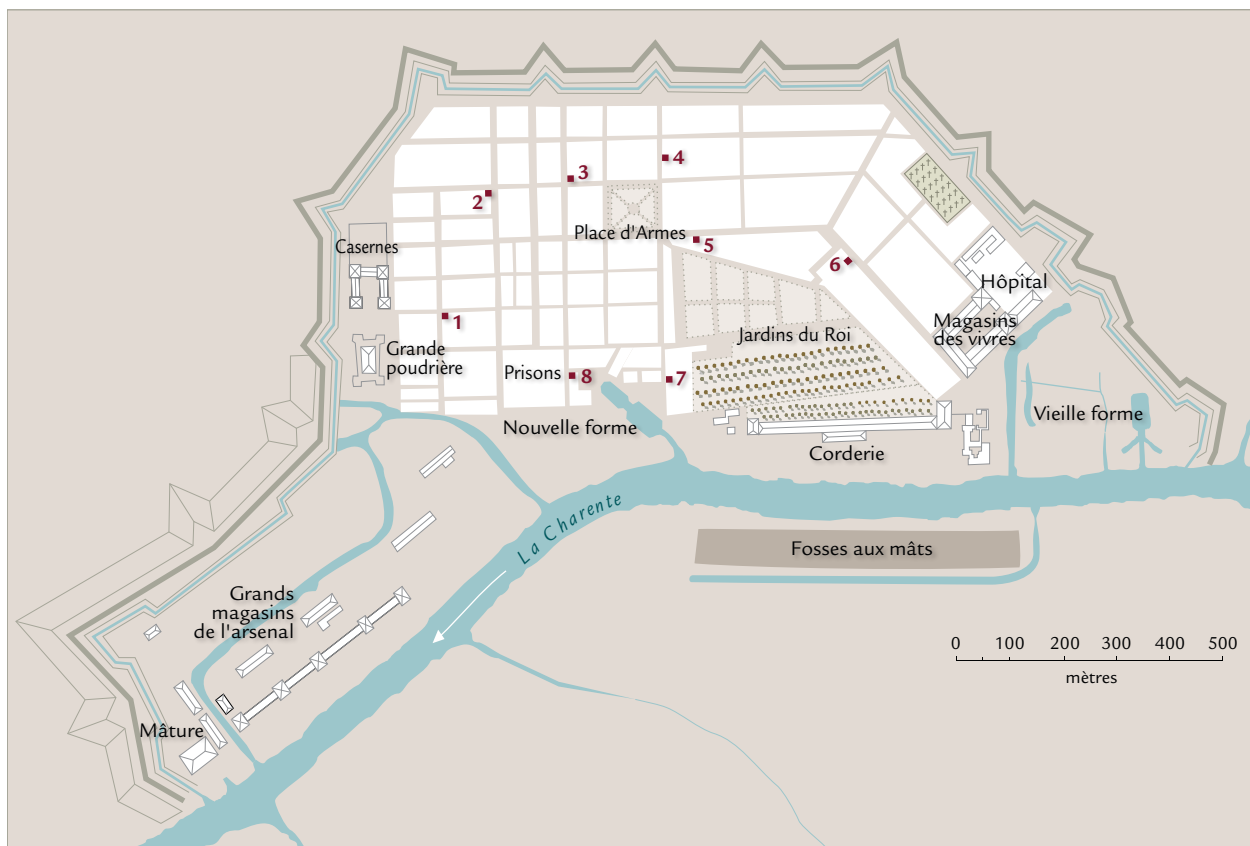 4
3
2
Place d'Armes
5
Casernes
6
Hôpital
1
Magasins
des vivres
Jardins du Roi
Grande
poudrière
Prisons
8
7
Nouvelle forme
Vieille forme
Corderie
La Charente
Fosses aux mâts
Grands
magasins
de l'arsenal
0 100 200 300 400 500
mètres
Mâture